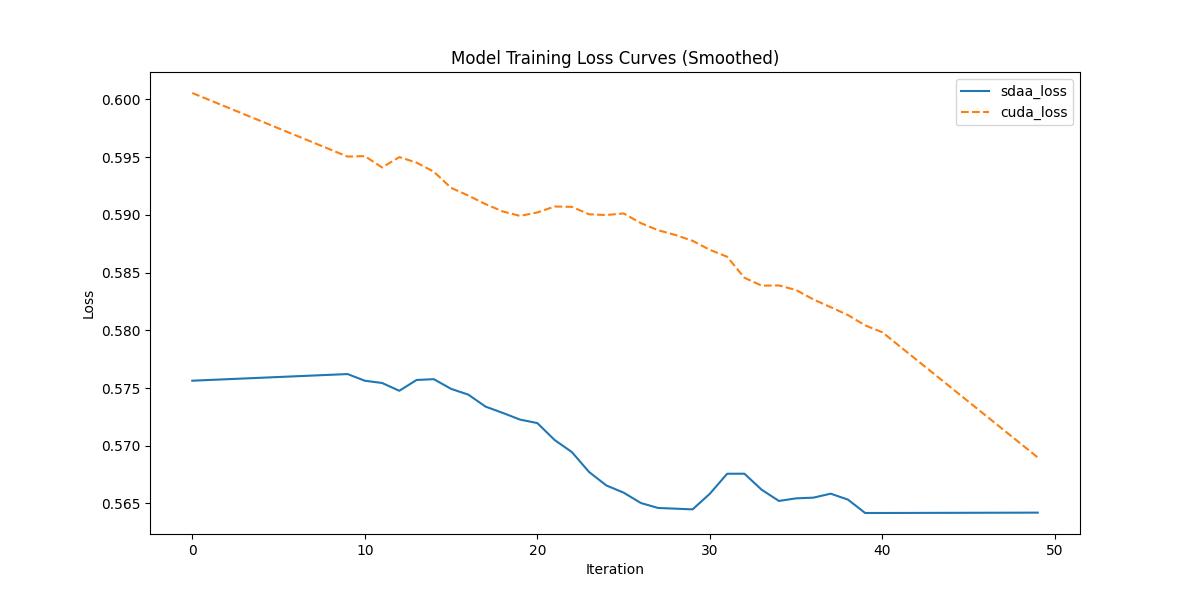 Model Training Loss Curves (Smoothed)
sdaa_loss
cuda_loss
Loss
0.600
0.595
0.590
0.585
0.580
0.575
0.570
0.565
0 10 20 30 40 50
Iteration